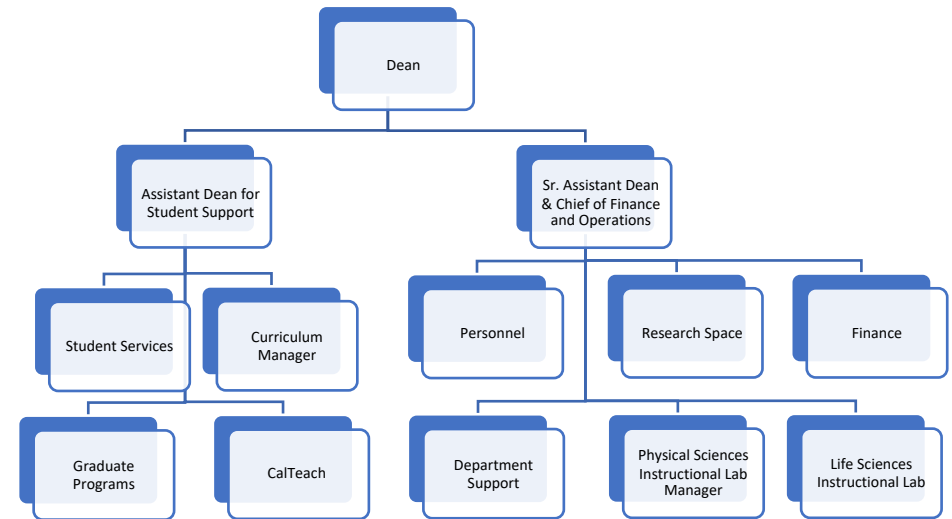 Dean
Assistant Dean for
Student Support
Sr. Assistant Dean
& Chief of Finance
and Operations
Student Services
Curriculum
Manager
Personnel
Research Space
Finance
Graduate
Programs
CalTeach
Department
Support
Physical Sciences
Instructional Lab
Manager
Life Sciences
Instructional Lab